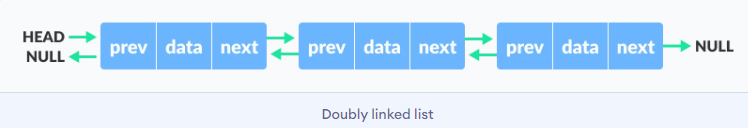 HEAD
NULL
prev data next
prev data next
prev data next
NULL
Doubly linked list